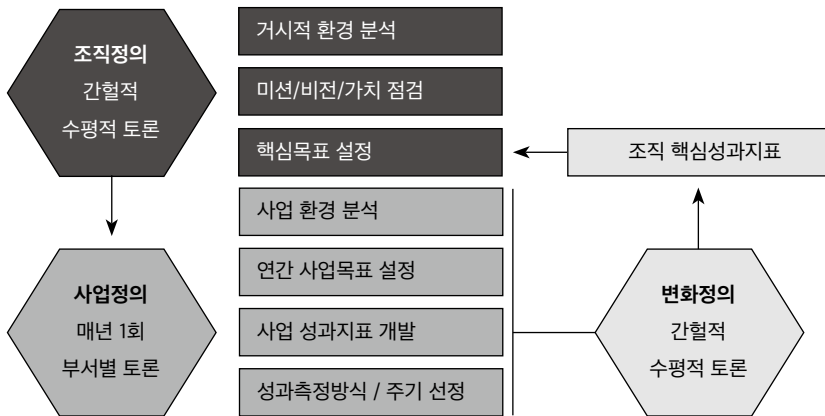 조직정의
간헐적
수평적 토론
거시적 환경 분석
미션/비전/가치 점검
핵심목표 설정
조직 핵심성과지표
사업정의
매년 1회
부서별 토론
사업 환경 분석
연간 사업목표 설정
사업 성과지표 개발
성과측정방식 / 주기 선정
변화정의
간헐적
수평적 토론